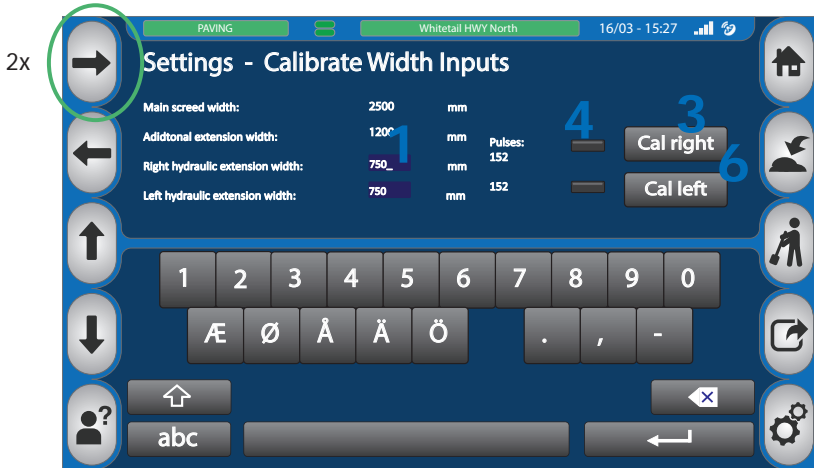 PAVING Whitetail HWY North 16/03 - 15:27
2x
Settings - Calibrate Width Inputs
Main screed width: 2500 mm
Adidtonal extension width: 1200 mm
1
Pulses:
4
3
Cal right
Right hydraulic extension width: 750_ mm 152
6
Left hydraulic extension width: 750 mm 152
Cal left
1 2 3 4 5 6 7 8 9 0
Æ Ø Å Ä Ö . , -
?
abc